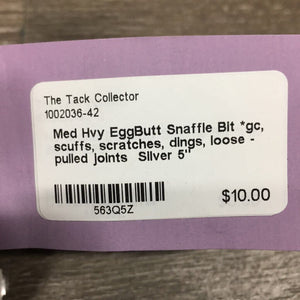 The Tack Collector
1002036-42
Med Hvy EggButt Snaffle Bit *gc,
scuffs, scratches, dings, loose -
pulled joints Silver 5"
$10.00
563Q5Z